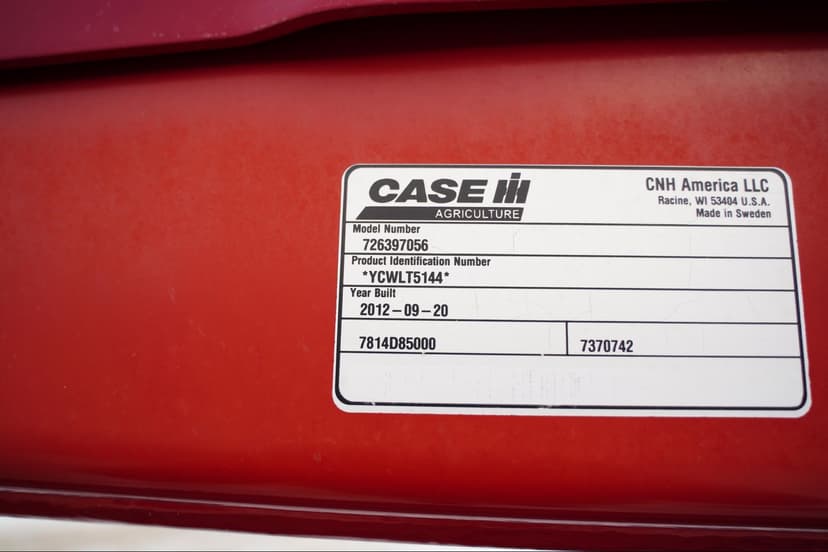 CASE IH
AGRICULTURE
CNH America LLC
Racine, WI 53404 U.S.A.
Made in Sweden
Model Number
726397056
Product Identification Number
*YCWLT5144*
Year Built
2012-09-20
7814D85000 7370742